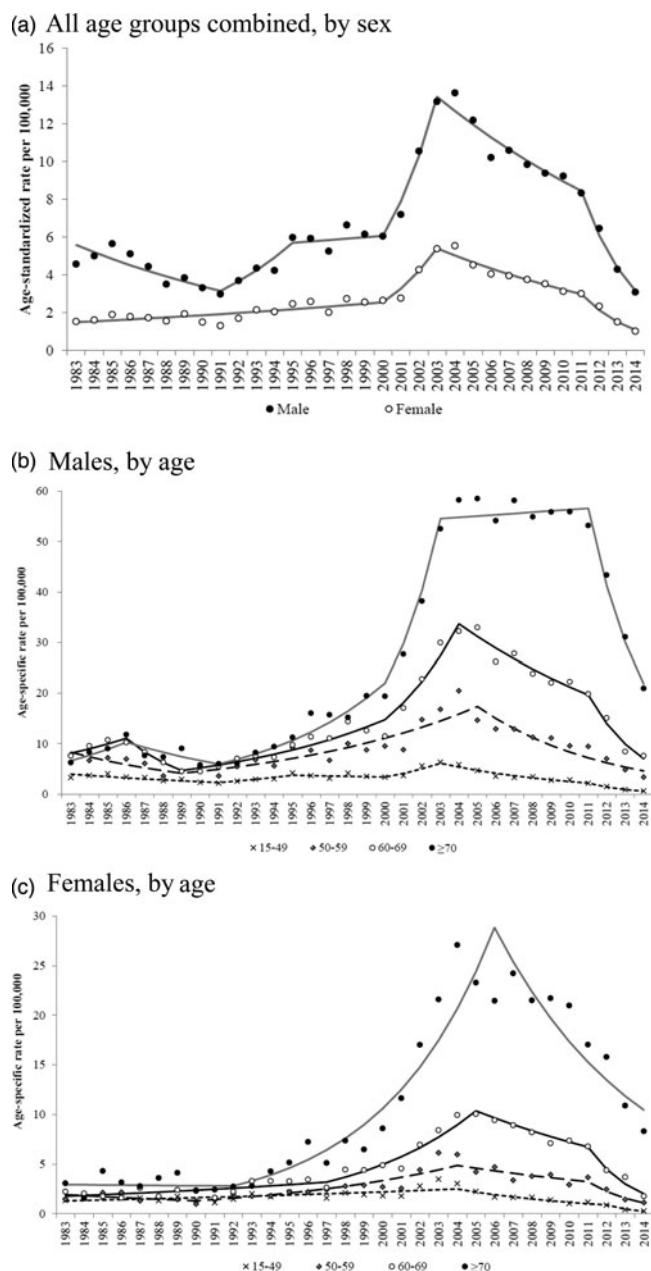 (a) All age groups combined, by sex
Age-standardized rate per 100,000
16
14
12
10
8
6
4
2
0
1983 1984 1985 1986 1987 1988 1989 1990 1991 1992 1993 1994 1995 1996 1997 1998 1999 2000 2001 2002 2003 2004 2005 2006 2007 2008 2009 2010 2011 2012 2013 2014
● Male ○ Female
(b) Males, by age
Age-specific rate per 100,000
60
50
40
30
20
10
0
1983 1984 1985 1986 1987 1988 1989 1990 1991 1992 1993 1994 1995 1996 1997 1998 1999 2000 2001 2002 2003 2004 2005 2006 2007 2008 2009 2010 2011 2012 2013 2014
× 15-49 ◆ 50-59 ○ 60-69 ● ≥70
(c) Females, by age
Age-specific rate per 100,000
30
25
20
15
10
5
0
1983 1984 1985 1986 1987 1988 1989 1990 1991 1992 1993 1994 1995 1996 1997 1998 1999 2000 2001 2002 2003 2004 2005 2006 2007 2008 2009 2010 2011 2012 2013 2014
× 15-49 ◆ 50-59 ○ 60-69 ● ≥70